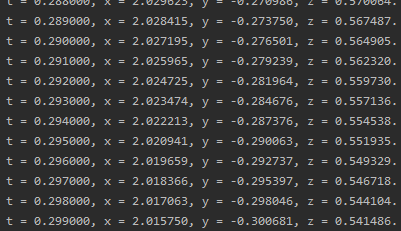 t = 0.288000, x = 2.029625, y = -0.270986, z = 0.570064.
t = 0.289000, x = 2.028415, y = -0.273750, z = 0.567487.
t = 0.290000, x = 2.027195, y = -0.276501, z = 0.564905.
t = 0.291000, x = 2.025965, y = -0.279239, z = 0.562320.
t = 0.292000, x = 2.024725, y = -0.281964, z = 0.559730.
t = 0.293000, x = 2.023474, y = -0.284676, z = 0.557136.
t = 0.294000, x = 2.022213, y = -0.287376, z = 0.554538.
t = 0.295000, x = 2.020941, y = -0.290063, z = 0.551935.
t = 0.296000, x = 2.019659, y = -0.292737, z = 0.549329.
t = 0.297000, x = 2.018366, y = -0.295397, z = 0.546718.
t = 0.298000, x = 2.017063, y = -0.298046, z = 0.544104.
t = 0.299000, x = 2.015750, y = -0.300681, z = 0.541486.